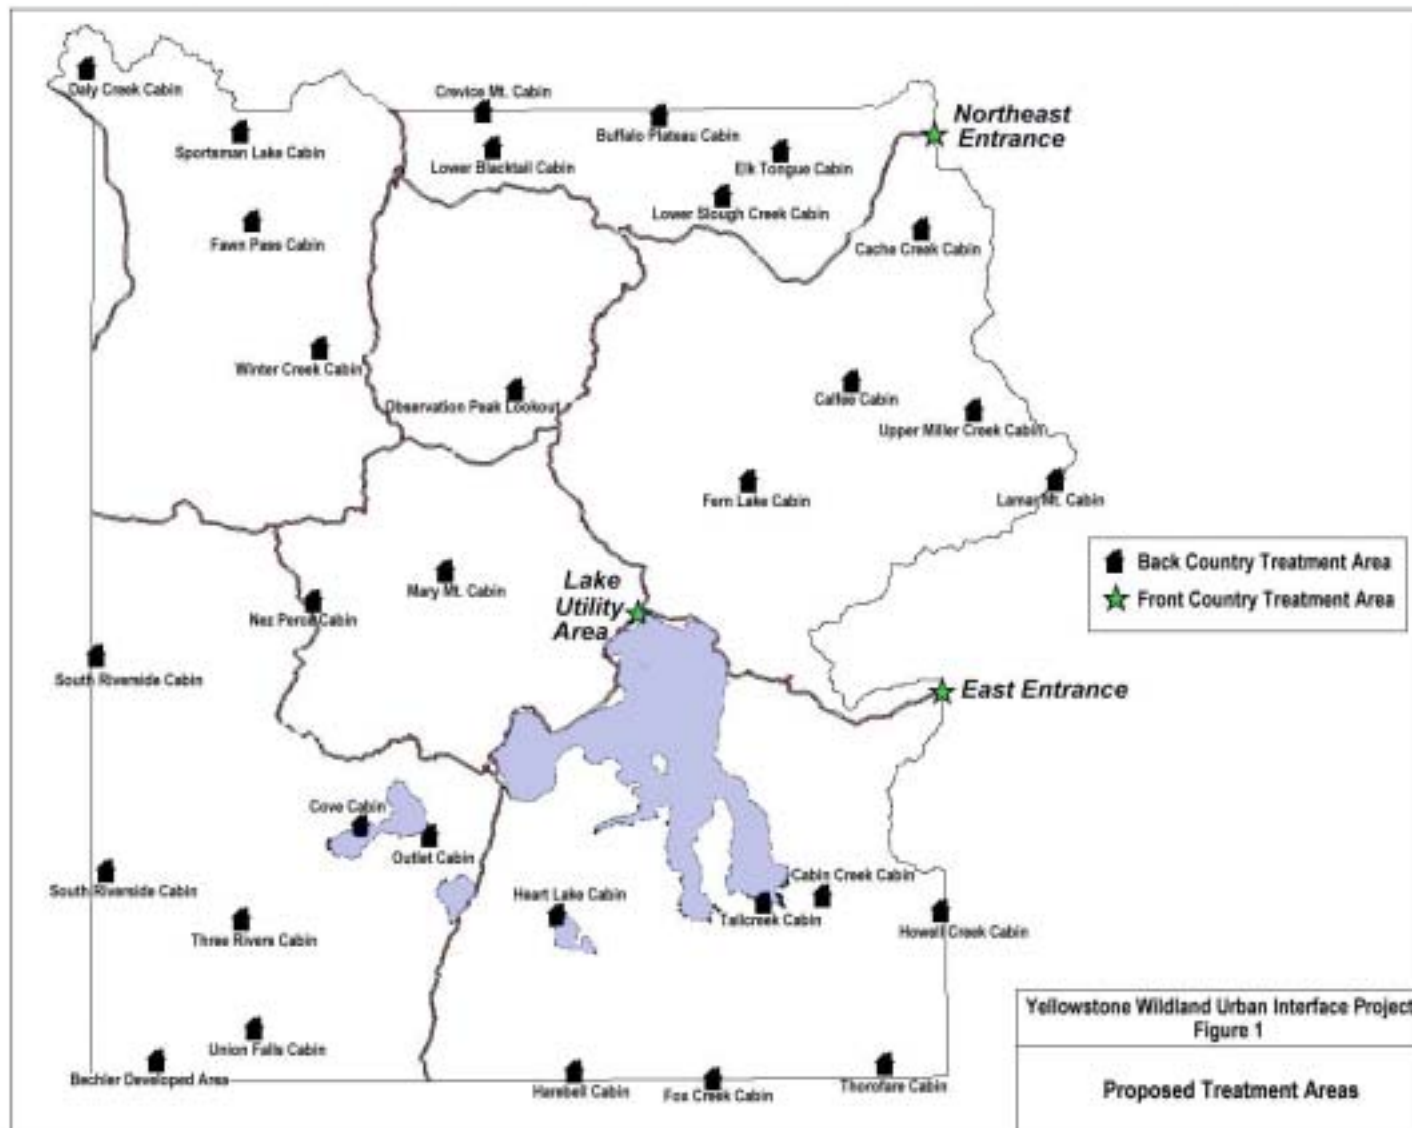 Daly Creek Cabin
Crevice Mt. Cabin
Sportsman Lake Cabin
Lower Blacktail Cabin
Buffalo Plateau Cabin
Elk Tongue Cabin
Northeast
Entrance
Lower Slough Creek Cabin
Fawn Pass Cabin
Cache Creek Cabin
Winter Creek Cabin
Observation Peak Lookout
Calfee Cabin
Upper Miller Creek Cabin
Fern Lake Cabin
Lamar Mt. Cabin
Back Country Treatment Area
Front Country Treatment Area
Mary Mt. Cabin
Nez Perce Cabin
Lake
Utility
Area
South Riverside Cabin
East Entrance
Cove Cabin
Outlet Cabin
South Riverside Cabin
Three Rivers Cabin
Heart Lake Cabin
Cabin Creek Cabin
Tailcreek Cabin
Howell Creek Cabin
Union Falls Cabin
Bechler Developed Area
Harebell Cabin
Fox Creek Cabin
Thorofare Cabin
Yellowstone Wildland Urban Interface Project
Figure 1
Proposed Treatment Areas